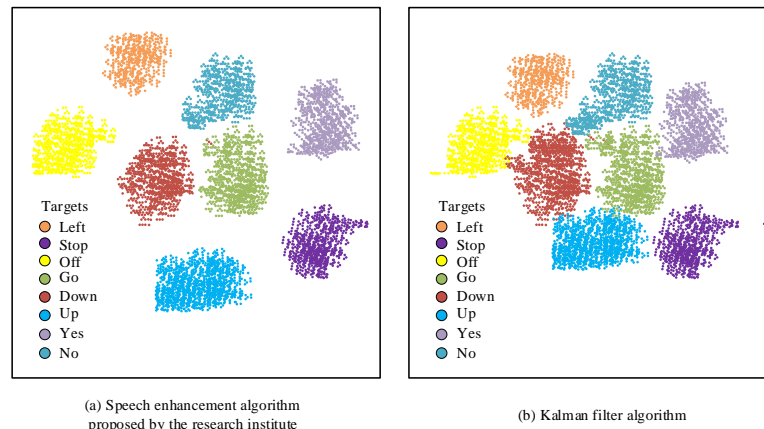 Targets
Left
Stop
Off
Go
Down
Up
Yes
No
(a) Speech enhancement algorithm
proposed by the research institute
Targets
Left
Stop
Off
Go
Down
Up
Yes
No
(b) Kalman filter algorithm